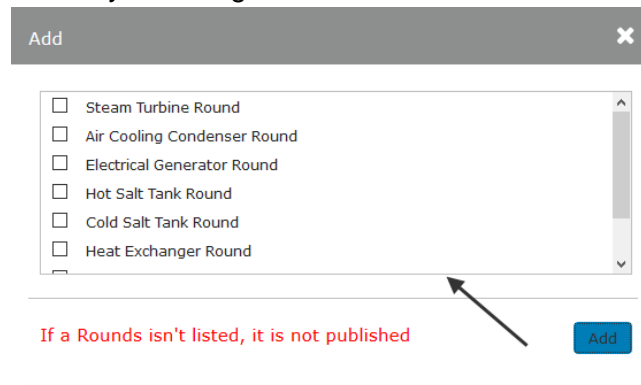 Add
Steam Turbine Round
Air Cooling Condenser Round
Electrical Generator Round
Hot Salt Tank Round
Cold Salt Tank Round
Heat Exchanger Round
If a Rounds isn't listed, it is not published
Add